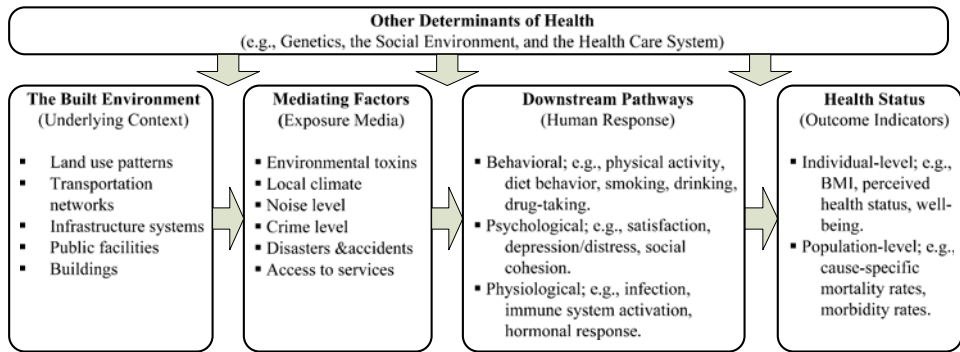 Other Determinants of Health
(e.g., Genetics, the Social Environment, and the Health Care System)
The Built Environment
(Underlying Context)
▪ Land use patterns
▪ Transportation
networks
▪ Infrastructure systems
▪ Public facilities
▪ Buildings
Mediating Factors
(Exposure Media)
▪ Environmental toxins
▪ Local climate
▪ Noise level
▪ Crime level
▪ Disasters &accidents
▪ Access to services
Downstream Pathways
(Human Response)
▪ Behavioral; e.g., physical activity,
diet behavior, smoking, drinking,
drug-taking.
▪ Psychological; e.g., satisfaction,
depression/distress, social
cohesion.
▪ Physiological; e.g., infection,
immune system activation,
hormonal response.
Health Status
(Outcome Indicators)
▪ Individual-level; e.g.,
BMI, perceived
health status, well-
being.
▪ Population-level; e.g.,
cause-specific
mortality rates,
morbidity rates.